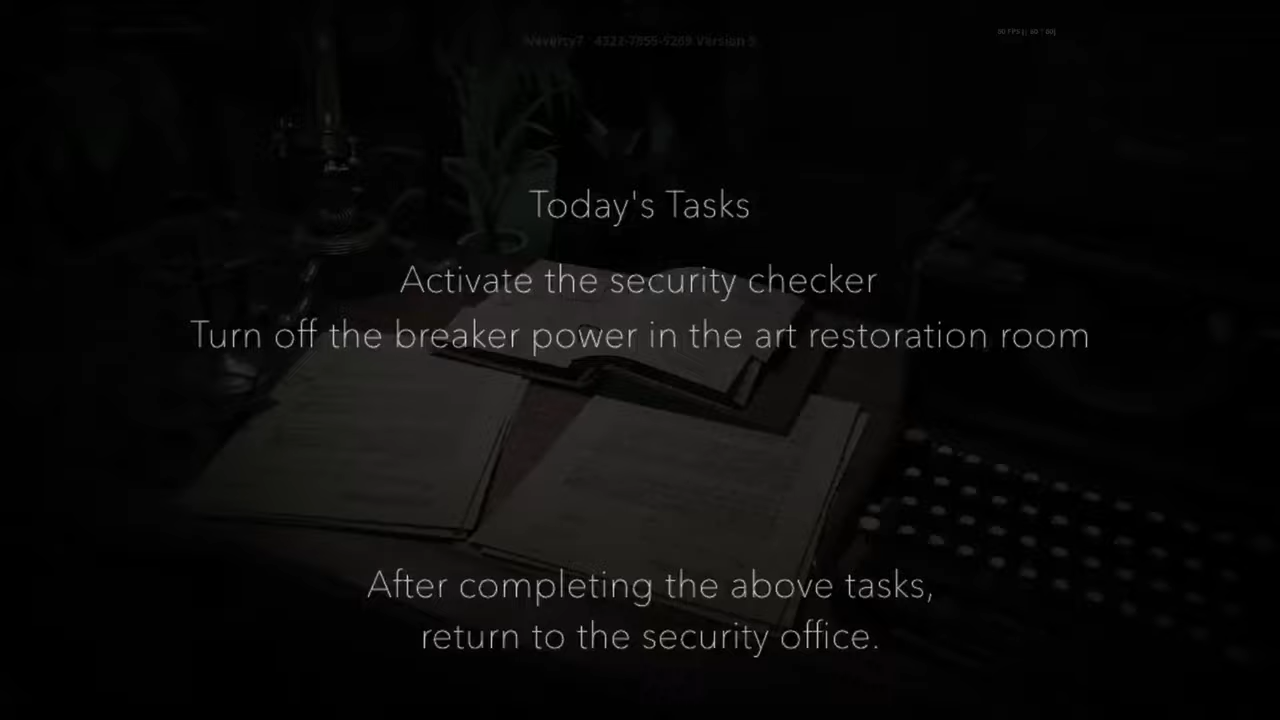 Today's Tasks
Activate the security checker
Turn off the breaker power in the art restoration room
After completing the above tasks,
return to the security office.